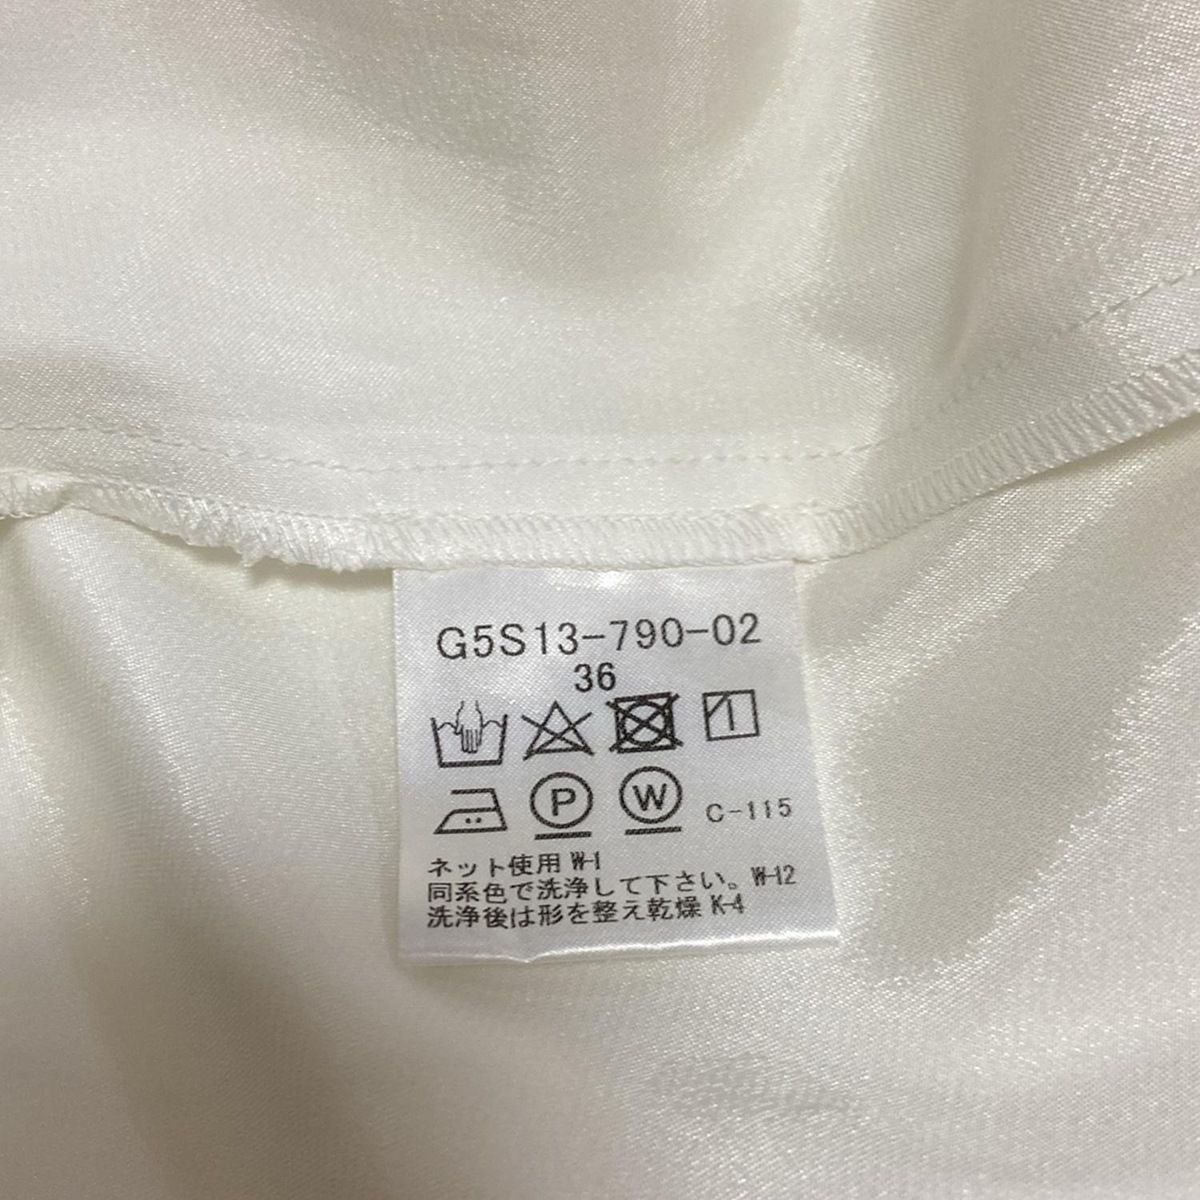 G5S13-790-02
36
P W C-115
ネット使用 W-1
同系色で洗浄して下さい。 W-12
洗浄後は形を整え乾燥 K-4